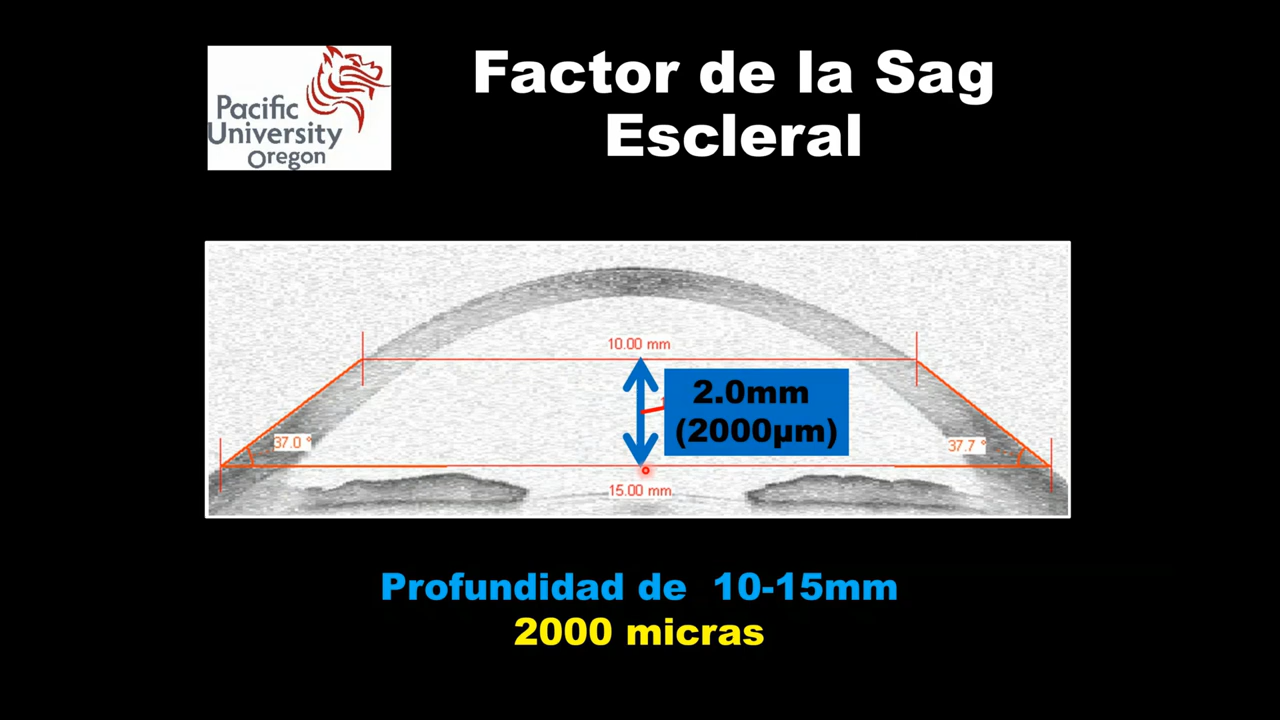 Pacific
University
Oregon
Factor de la Sag
Escleral
10.00 mm
2.0mm
(2000µm)
37.0 °
37.7 °
15.00 mm
Profundidad de 10-15mm
2000 micras